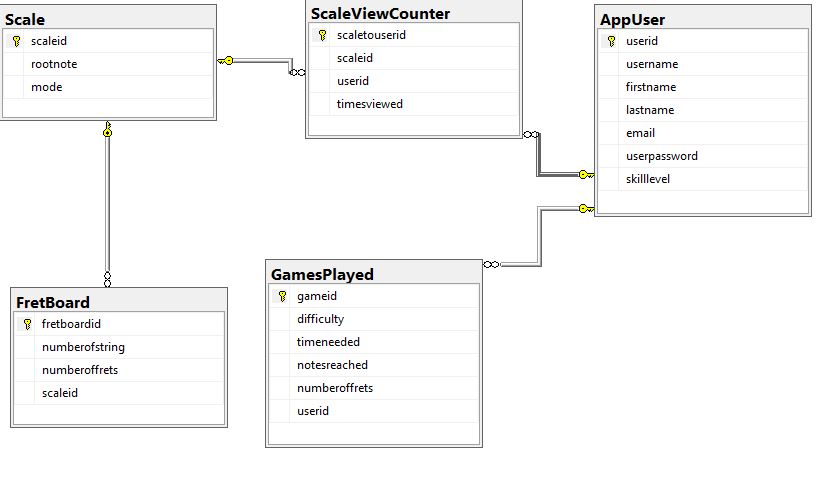 Scale
scaleid
rootnote
mode
ScaleViewCounter
scaletouserid
scaleid
userid
timesviewed
AppUser
userid
username
firstname
lastname
email
userpassword
skilllevel
FretBoard
fretboardid
numberofstring
numberoffrets
scaleid
GamesPlayed
gameid
difficulty
timeneeded
notesreached
numberoffrets
userid